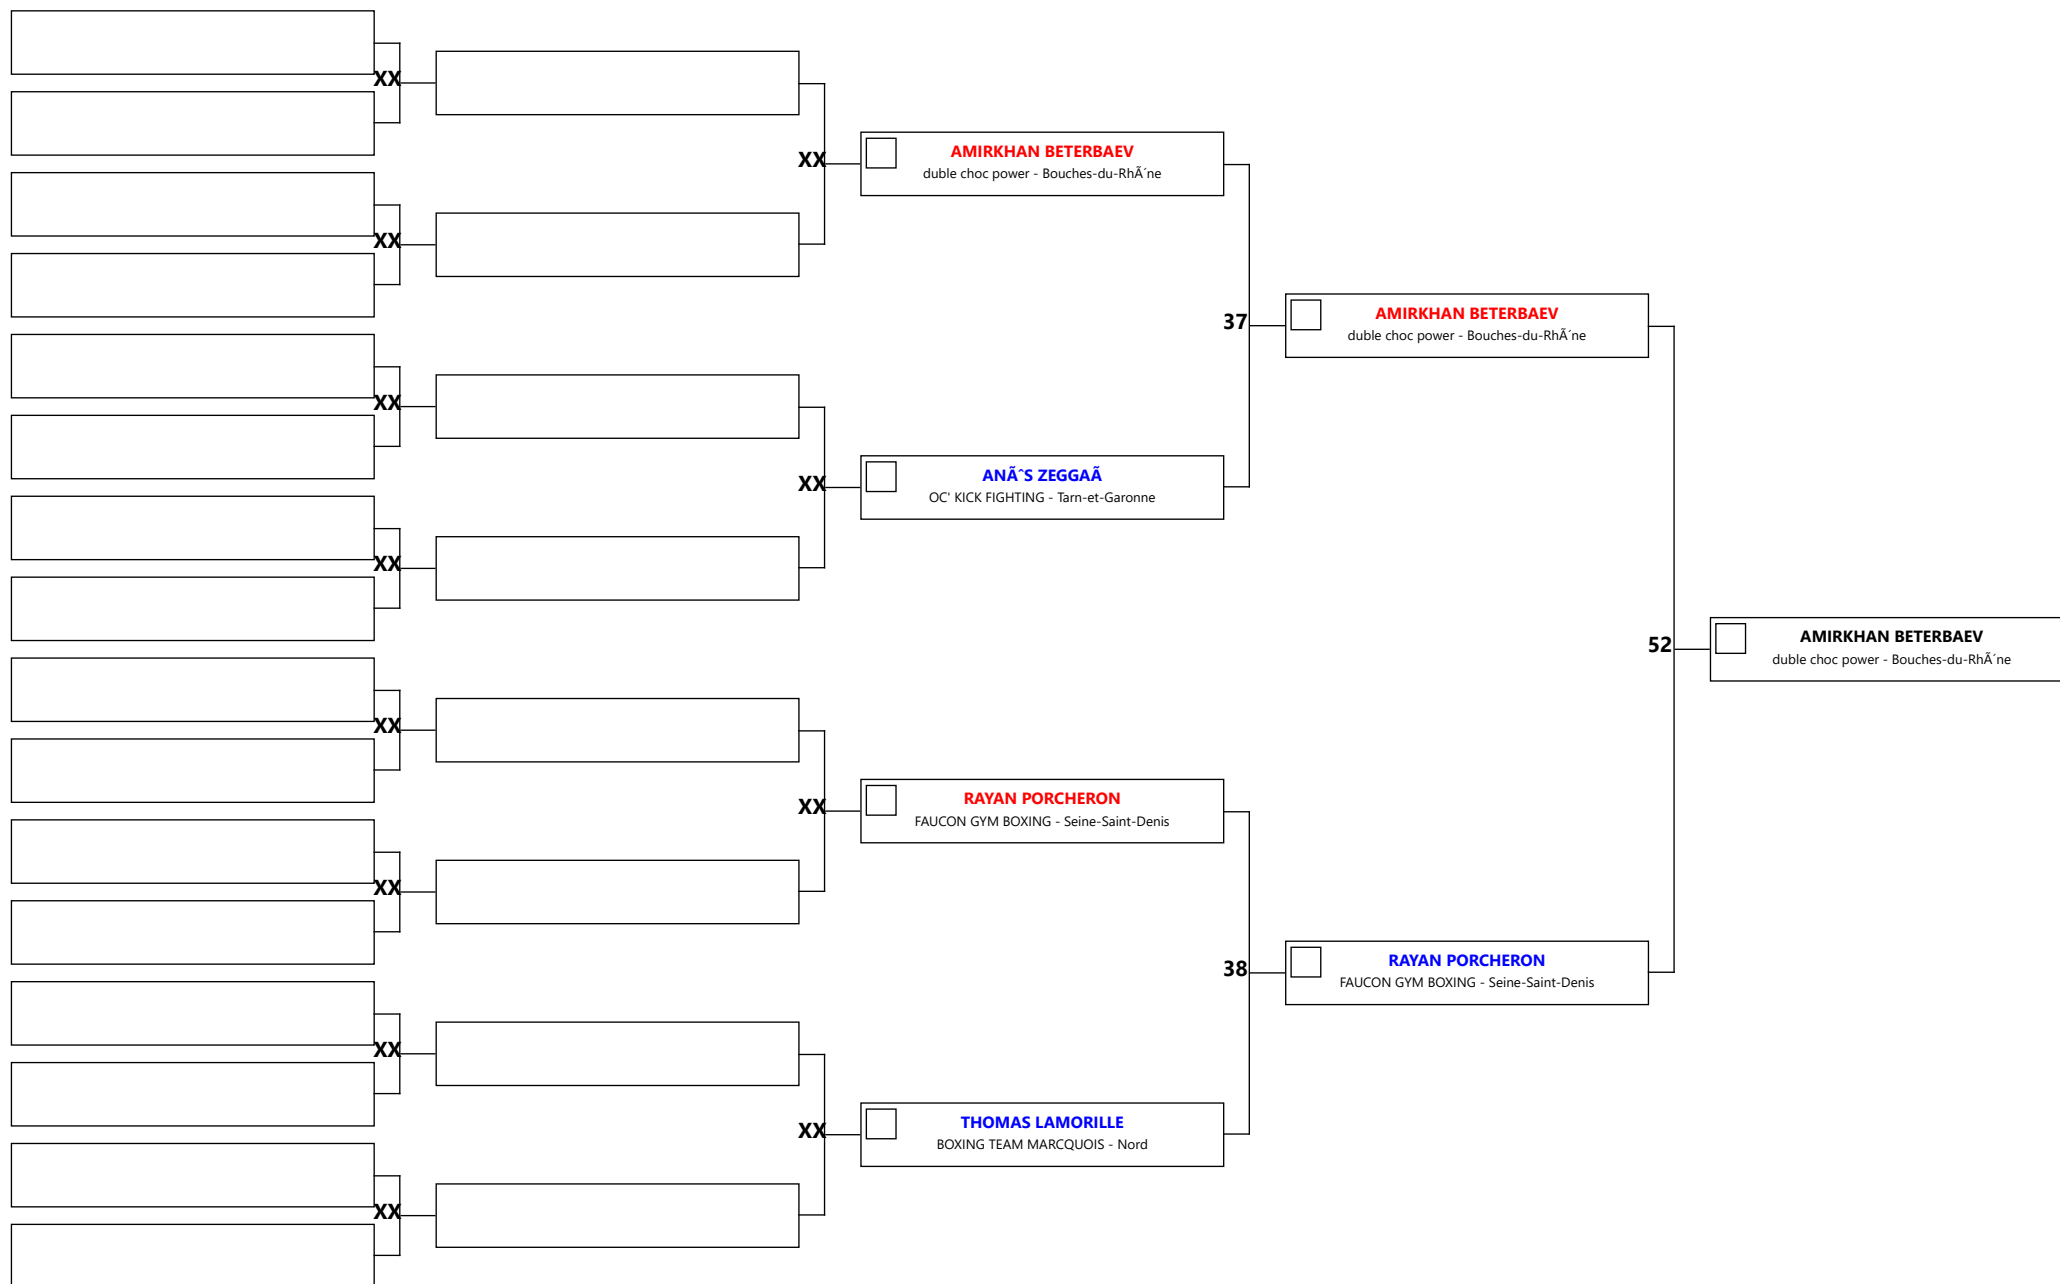 XX
XX
AMIRKHAN BETERBAEV
duble choc power - Bouches-du-RhÃ´ne
XX
37
AMIRKHAN BETERBAEV
duble choc power - Bouches-du-RhÃ´ne
XX
ANÃˆS ZEGGAÃ
OC' KICK FIGHTING - Tarn-et-Garonne
XX
XX
52
AMIRKHAN BETERBAEV
duble choc power - Bouches-du-RhÃ´ne
XX
XX
RAYAN PORCHERON
FAUCON GYM BOXING - Seine-Saint-Denis
XX
38
RAYAN PORCHERON
FAUCON GYM BOXING - Seine-Saint-Denis
XX
XX
THOMAS LAMORILLE
BOXING TEAM MARCQUOIS - Nord
XX